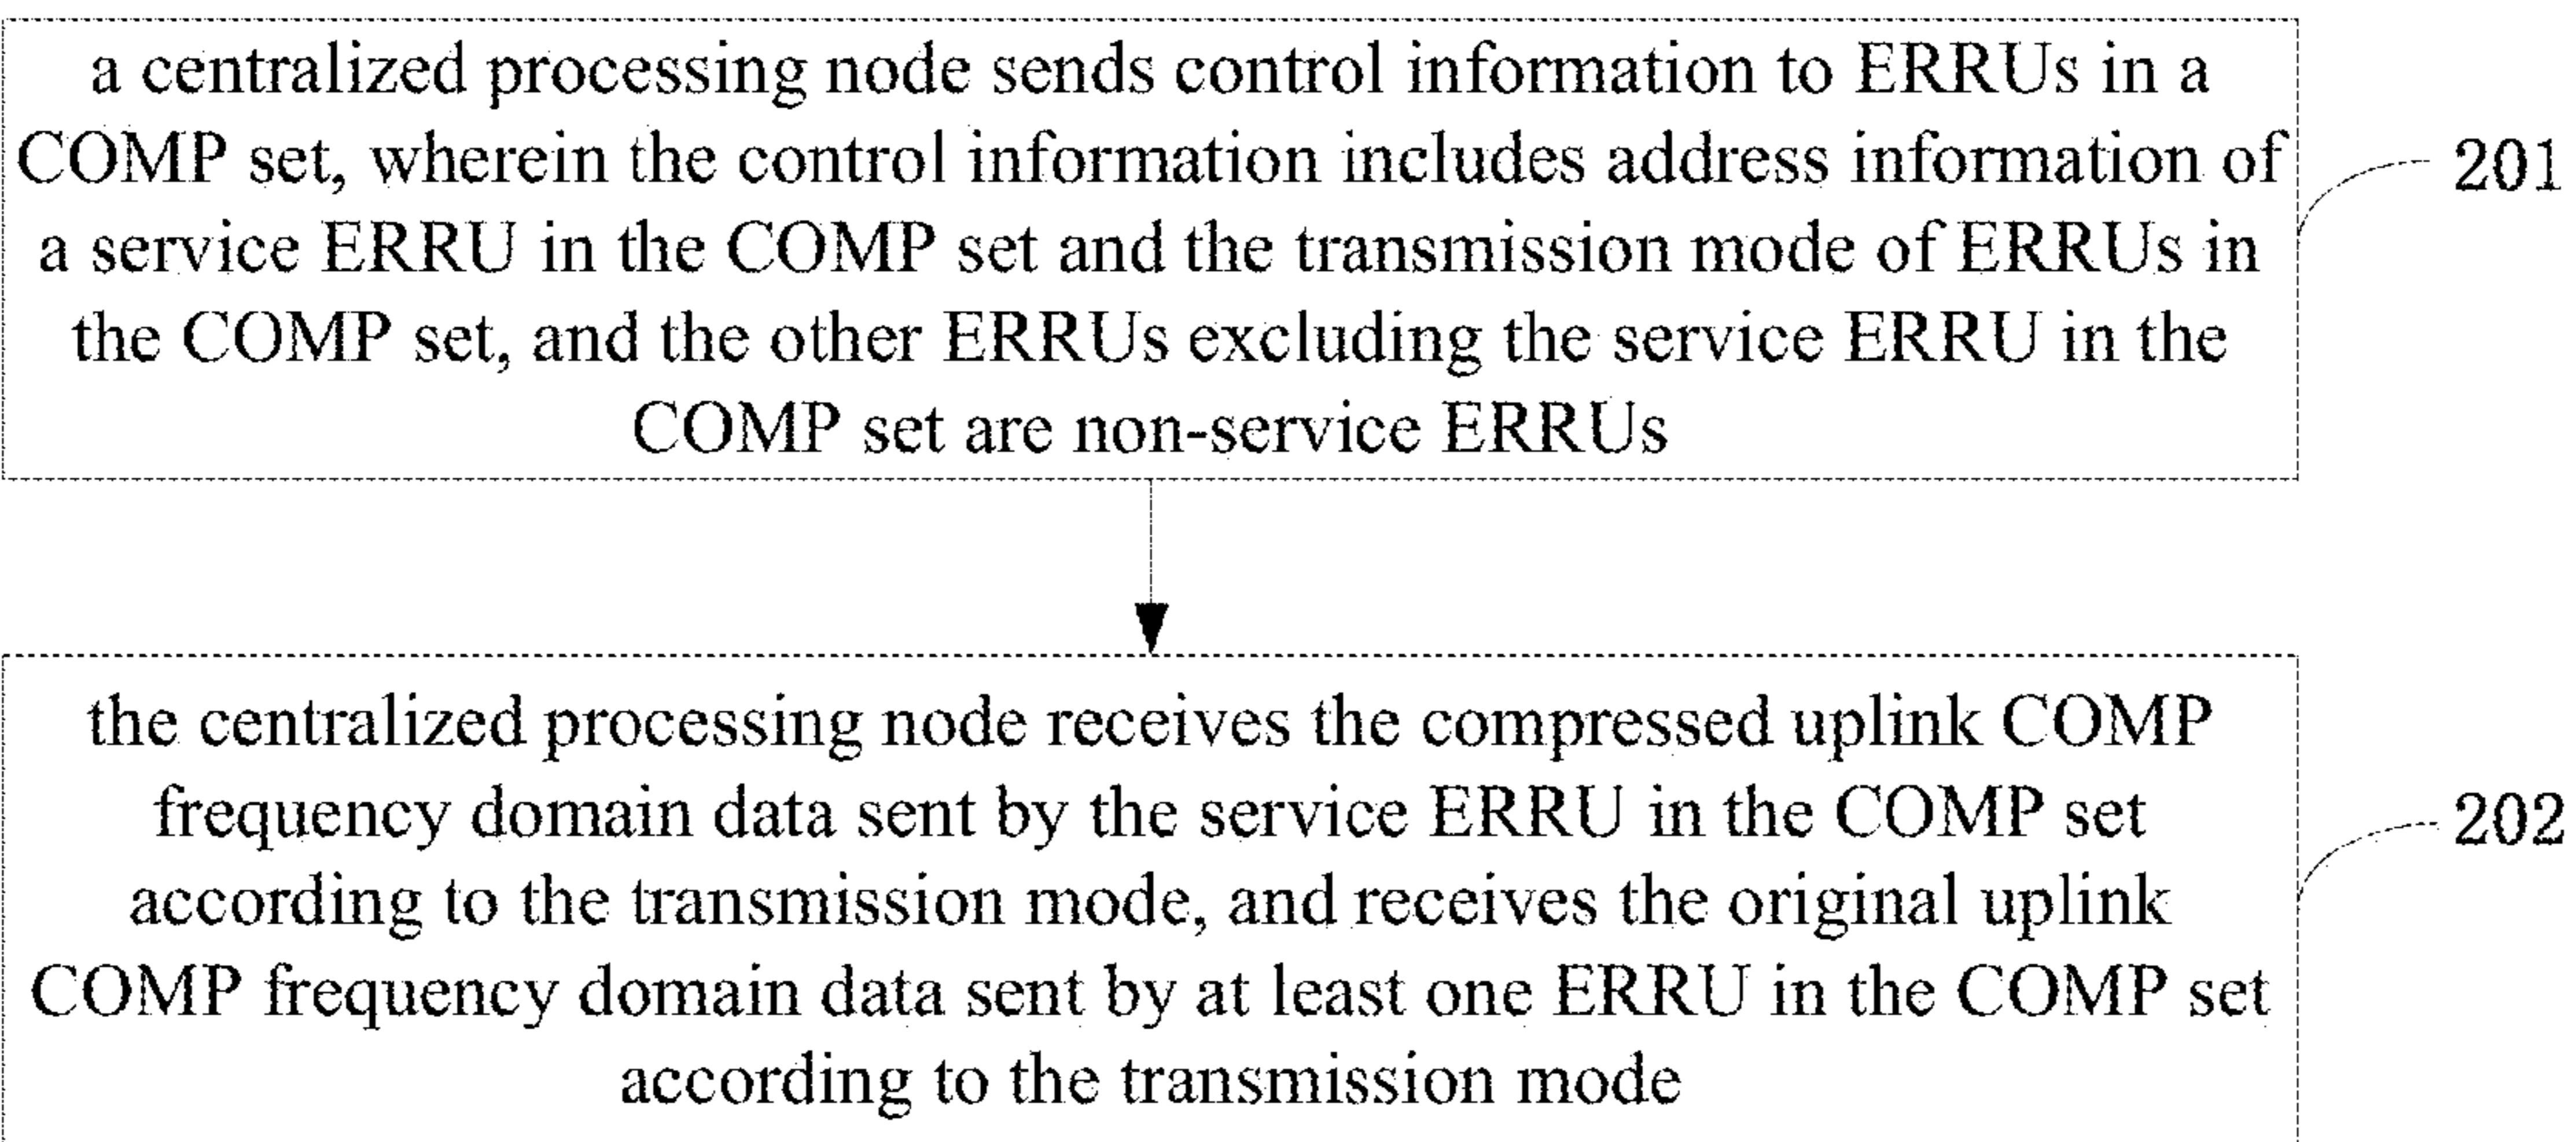 a centralized processing node sends control information to ERRUs in a
COMP set, wherein the control information includes address information of
a service ERRU in the COMP set and the transmission mode of ERRUs in
the COMP set, and the other ERRUs excluding the service ERRU in the
COMP set are non-service ERRUs
201
the centralized processing node receives the compressed uplink COMP
frequency domain data sent by the service ERRU in the COMP set
according to the transmission mode, and receives the original uplink
COMP frequency domain data sent by at least one ERRU in the COMP set
according to the transmission mode
202